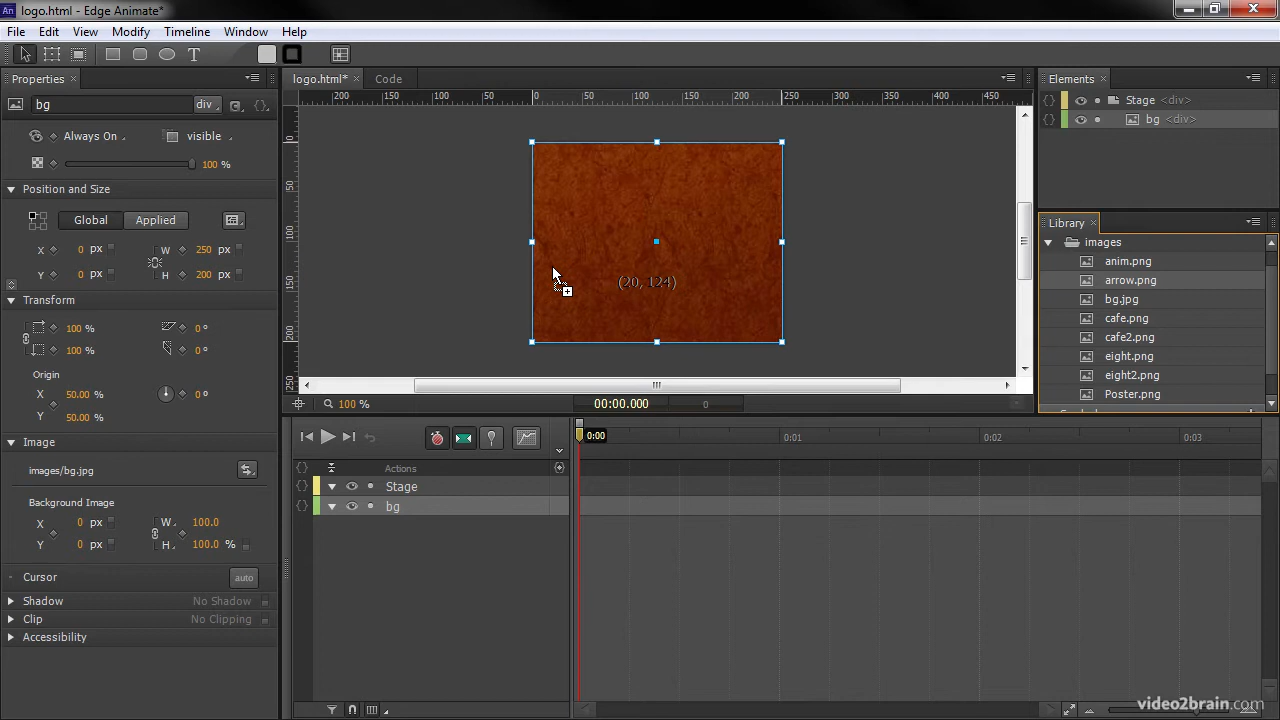 An logo.html* - Edge Animate*
File Edit View Modify Timeline Window Help
T
Properties × logo.html* × Code Elements ×
200 150 100 50 0 50 100 150 200 250 300 350 400 450
bg div
Stage <div>
bg <div>
Always On visible
100 %
Position and Size
Global Applied
X 0 px W 250 px
Y 0 px H 200 px
Transform
100 % 0 °
100 % 0 °
Origin
X 50.00 % 0 °
Y 50.00 %
Image
images/bg.jpg
Background Image
X 0 px W 100.0
Y 0 px H 100.0 %
Cursor auto
Shadow No Shadow
Clip No Clipping
Accessibility
0
50
100
150
200
250
(20, 124)
100 % 00:00.000 0
Library ×
images
anim.png
arrow.png
bg.jpg
cafe.png
cafe2.png
eight.png
eight2.png
Poster.png
0:00 0:01 0:02 0:03
Actions
Stage
bg
video2brain.com